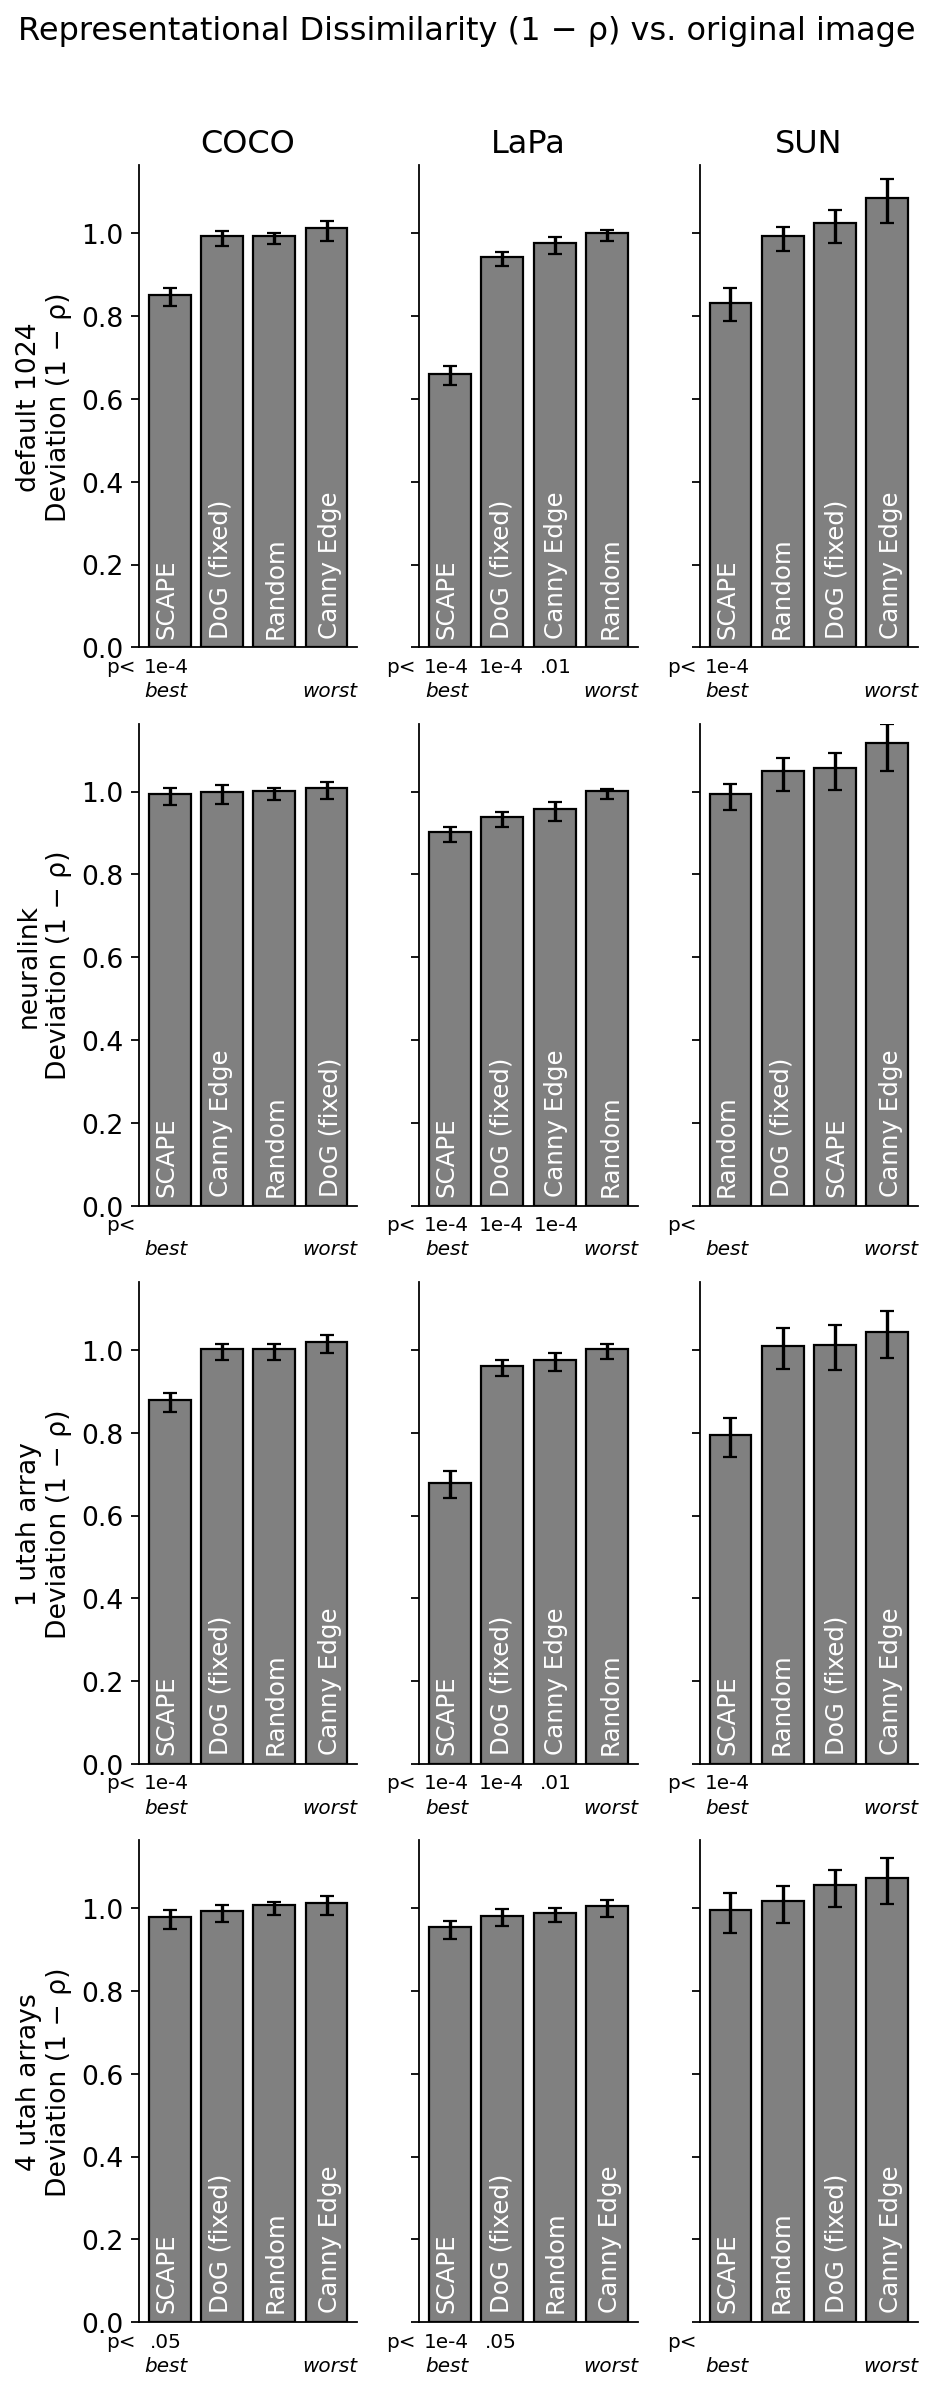 Representational Dissimilarity (1 − ρ) vs. original image
COCO
LaPa
SUN
default 1024
Deviation (1 − ρ)
1.0
0.8
0.6
0.4
0.2
0.0
SCAPE
DoG (fixed)
Random
Canny Edge
SCAPE
DoG (fixed)
Canny Edge
Random
SCAPE
Random
DoG (fixed)
Canny Edge
p< 1e-4
best worst
p< 1e-4 1e-4 .01
best worst
p< 1e-4
best worst
neuralink
Deviation (1 − ρ)
1.0
0.8
0.6
0.4
0.2
0.0
SCAPE
Canny Edge
Random
DoG (fixed)
SCAPE
DoG (fixed)
Canny Edge
Random
Random
DoG (fixed)
SCAPE
Canny Edge
p<
best worst
p< 1e-4 1e-4 1e-4
best worst
p<
best worst
1 utah array
Deviation (1 − ρ)
1.0
0.8
0.6
0.4
0.2
0.0
SCAPE
DoG (fixed)
Random
Canny Edge
SCAPE
DoG (fixed)
Canny Edge
Random
SCAPE
Random
DoG (fixed)
Canny Edge
p< 1e-4
best worst
p< 1e-4 1e-4 .01
best worst
p< 1e-4
best worst
4 utah arrays
Deviation (1 − ρ)
1.0
0.8
0.6
0.4
0.2
0.0
SCAPE
DoG (fixed)
Random
Canny Edge
SCAPE
DoG (fixed)
Random
Canny Edge
SCAPE
Random
DoG (fixed)
Canny Edge
p< .05
best worst
p< 1e-4 .05
best worst
p<
best worst